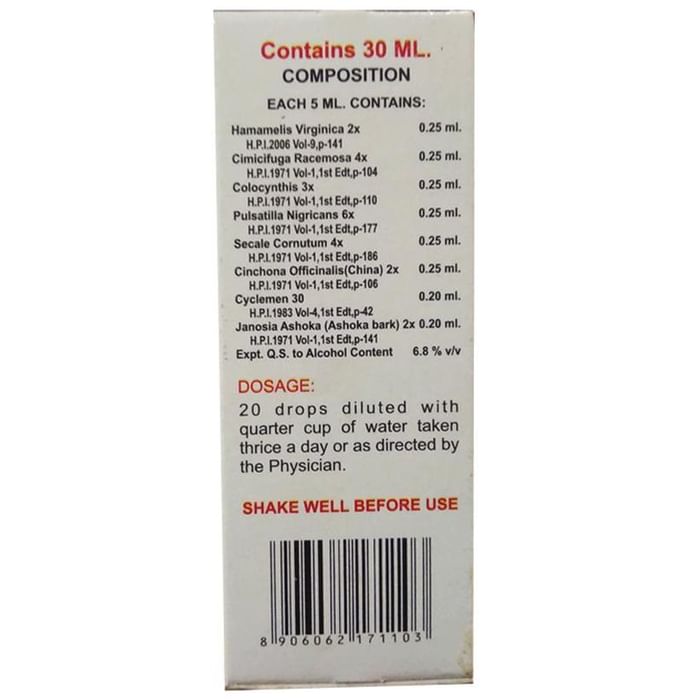 Contains 30 ML.
COMPOSITION
EACH 5 ML. CONTAINS:
Hamamelis Virginica 2x 0.25 ml.
H.P.I.2006 Vol-9,p-141
Cimicifuga Racemosa 4x 0.25 ml.
H.P.I.1971 Vol-1,1st Edt,p-104
Colocynthis 3x 0.25 ml.
H.P.I.1971 Vol-1,1st Edt,p-110
Pulsatilla Nigricans 6x 0.25 ml.
H.P.I.1971 Vol-1,1st Edt,p-177
Secale Cornutum 4x 0.25 ml.
H.P.I.1971 Vol-1,1st Edt,p-186
Cinchona Officinalis(China) 2x 0.25 ml.
H.P.I.1971 Vol-1,1st Edt,p-106
Cyclemen 30 0.20 ml.
H.P.I.1983 Vol-4,1st Edt,p-42
Janosia Ashoka (Ashoka bark) 2x 0.20 ml.
H.P.I.1971 Vol-1,1st Edt,p-141
Expt. Q.S. to Alcohol Content 6.8 % v/v
DOSAGE:
20 drops diluted with
quarter cup of water taken
thrice a day or as directed by
the Physician.
SHAKE WELL BEFORE USE
8 906062 171103